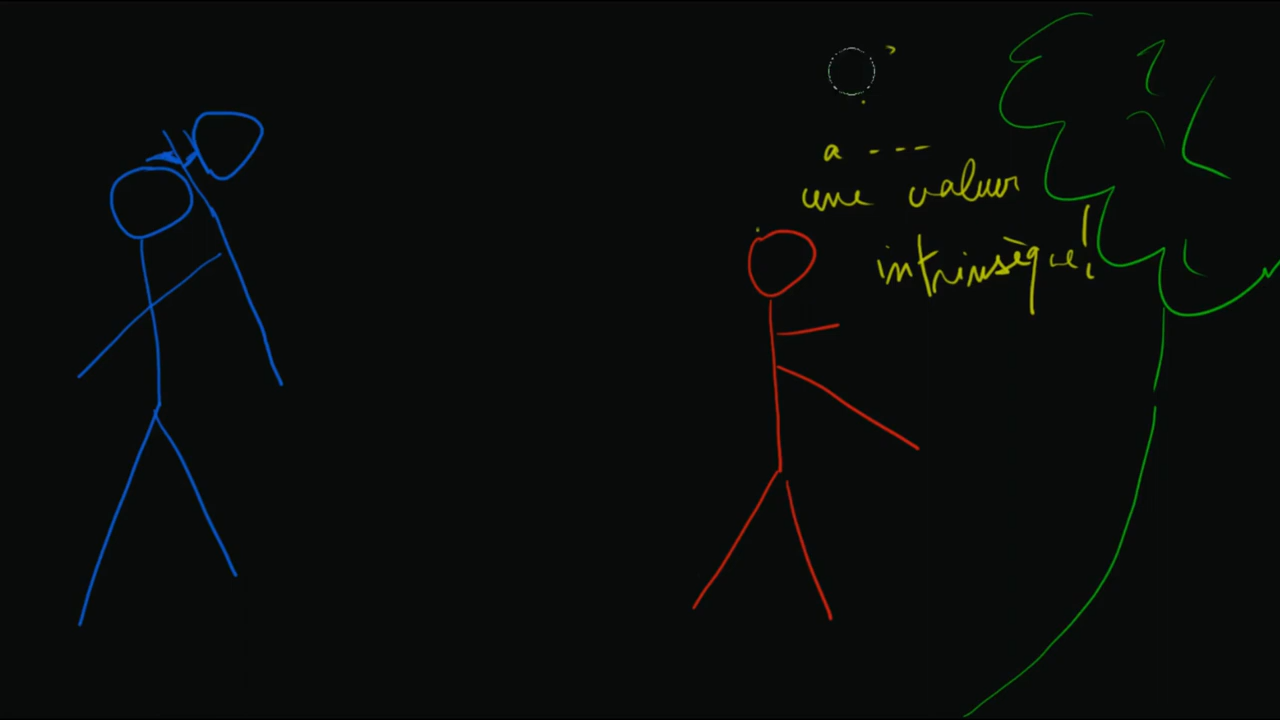 a ---
une valeur
intrinsèque!